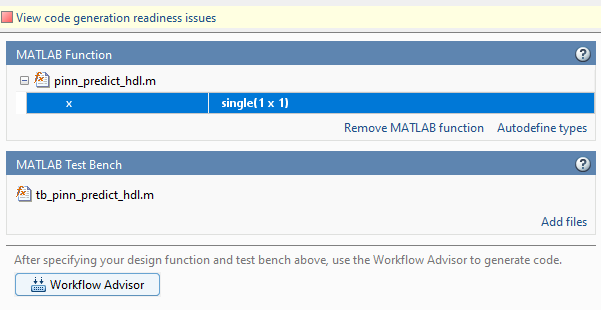 View code generation readiness issues
MATLAB Function
?
pinn_predict_hdl.m
x single(1 x 1)
Remove MATLAB function Autodefine types
MATLAB Test Bench
?
tb_pinn_predict_hdl.m
Add files
After specifying your design function and test bench above, use the Workflow Advisor to generate code.
Workflow Advisor